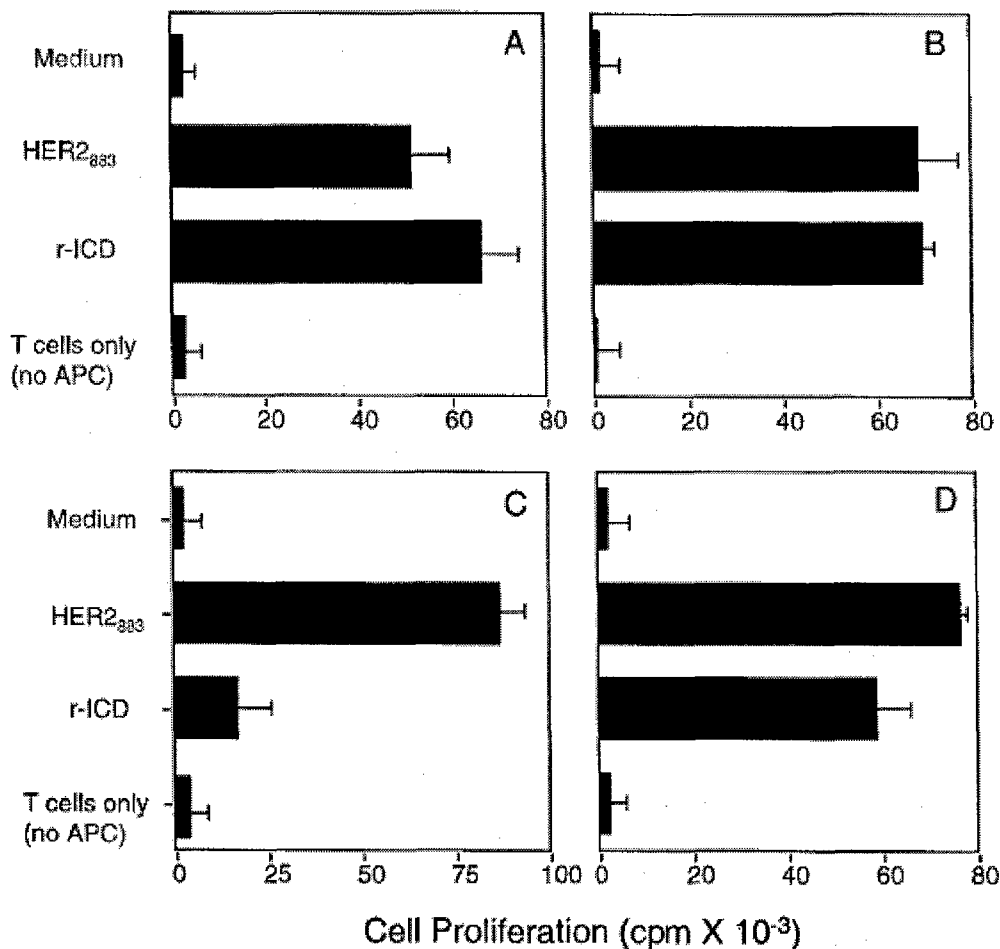 A
B
Medium
HER2₈₈₃
r-ICD
T cells only
(no APC)
0 20 40 60 80
0 20 40 60 80
C
D
Medium
HER2₈₈₃
r-ICD
T cells only
(no APC)
0 25 50 75 100
0 20 40 60 80
Cell Proliferation (cpm X 10⁻³)